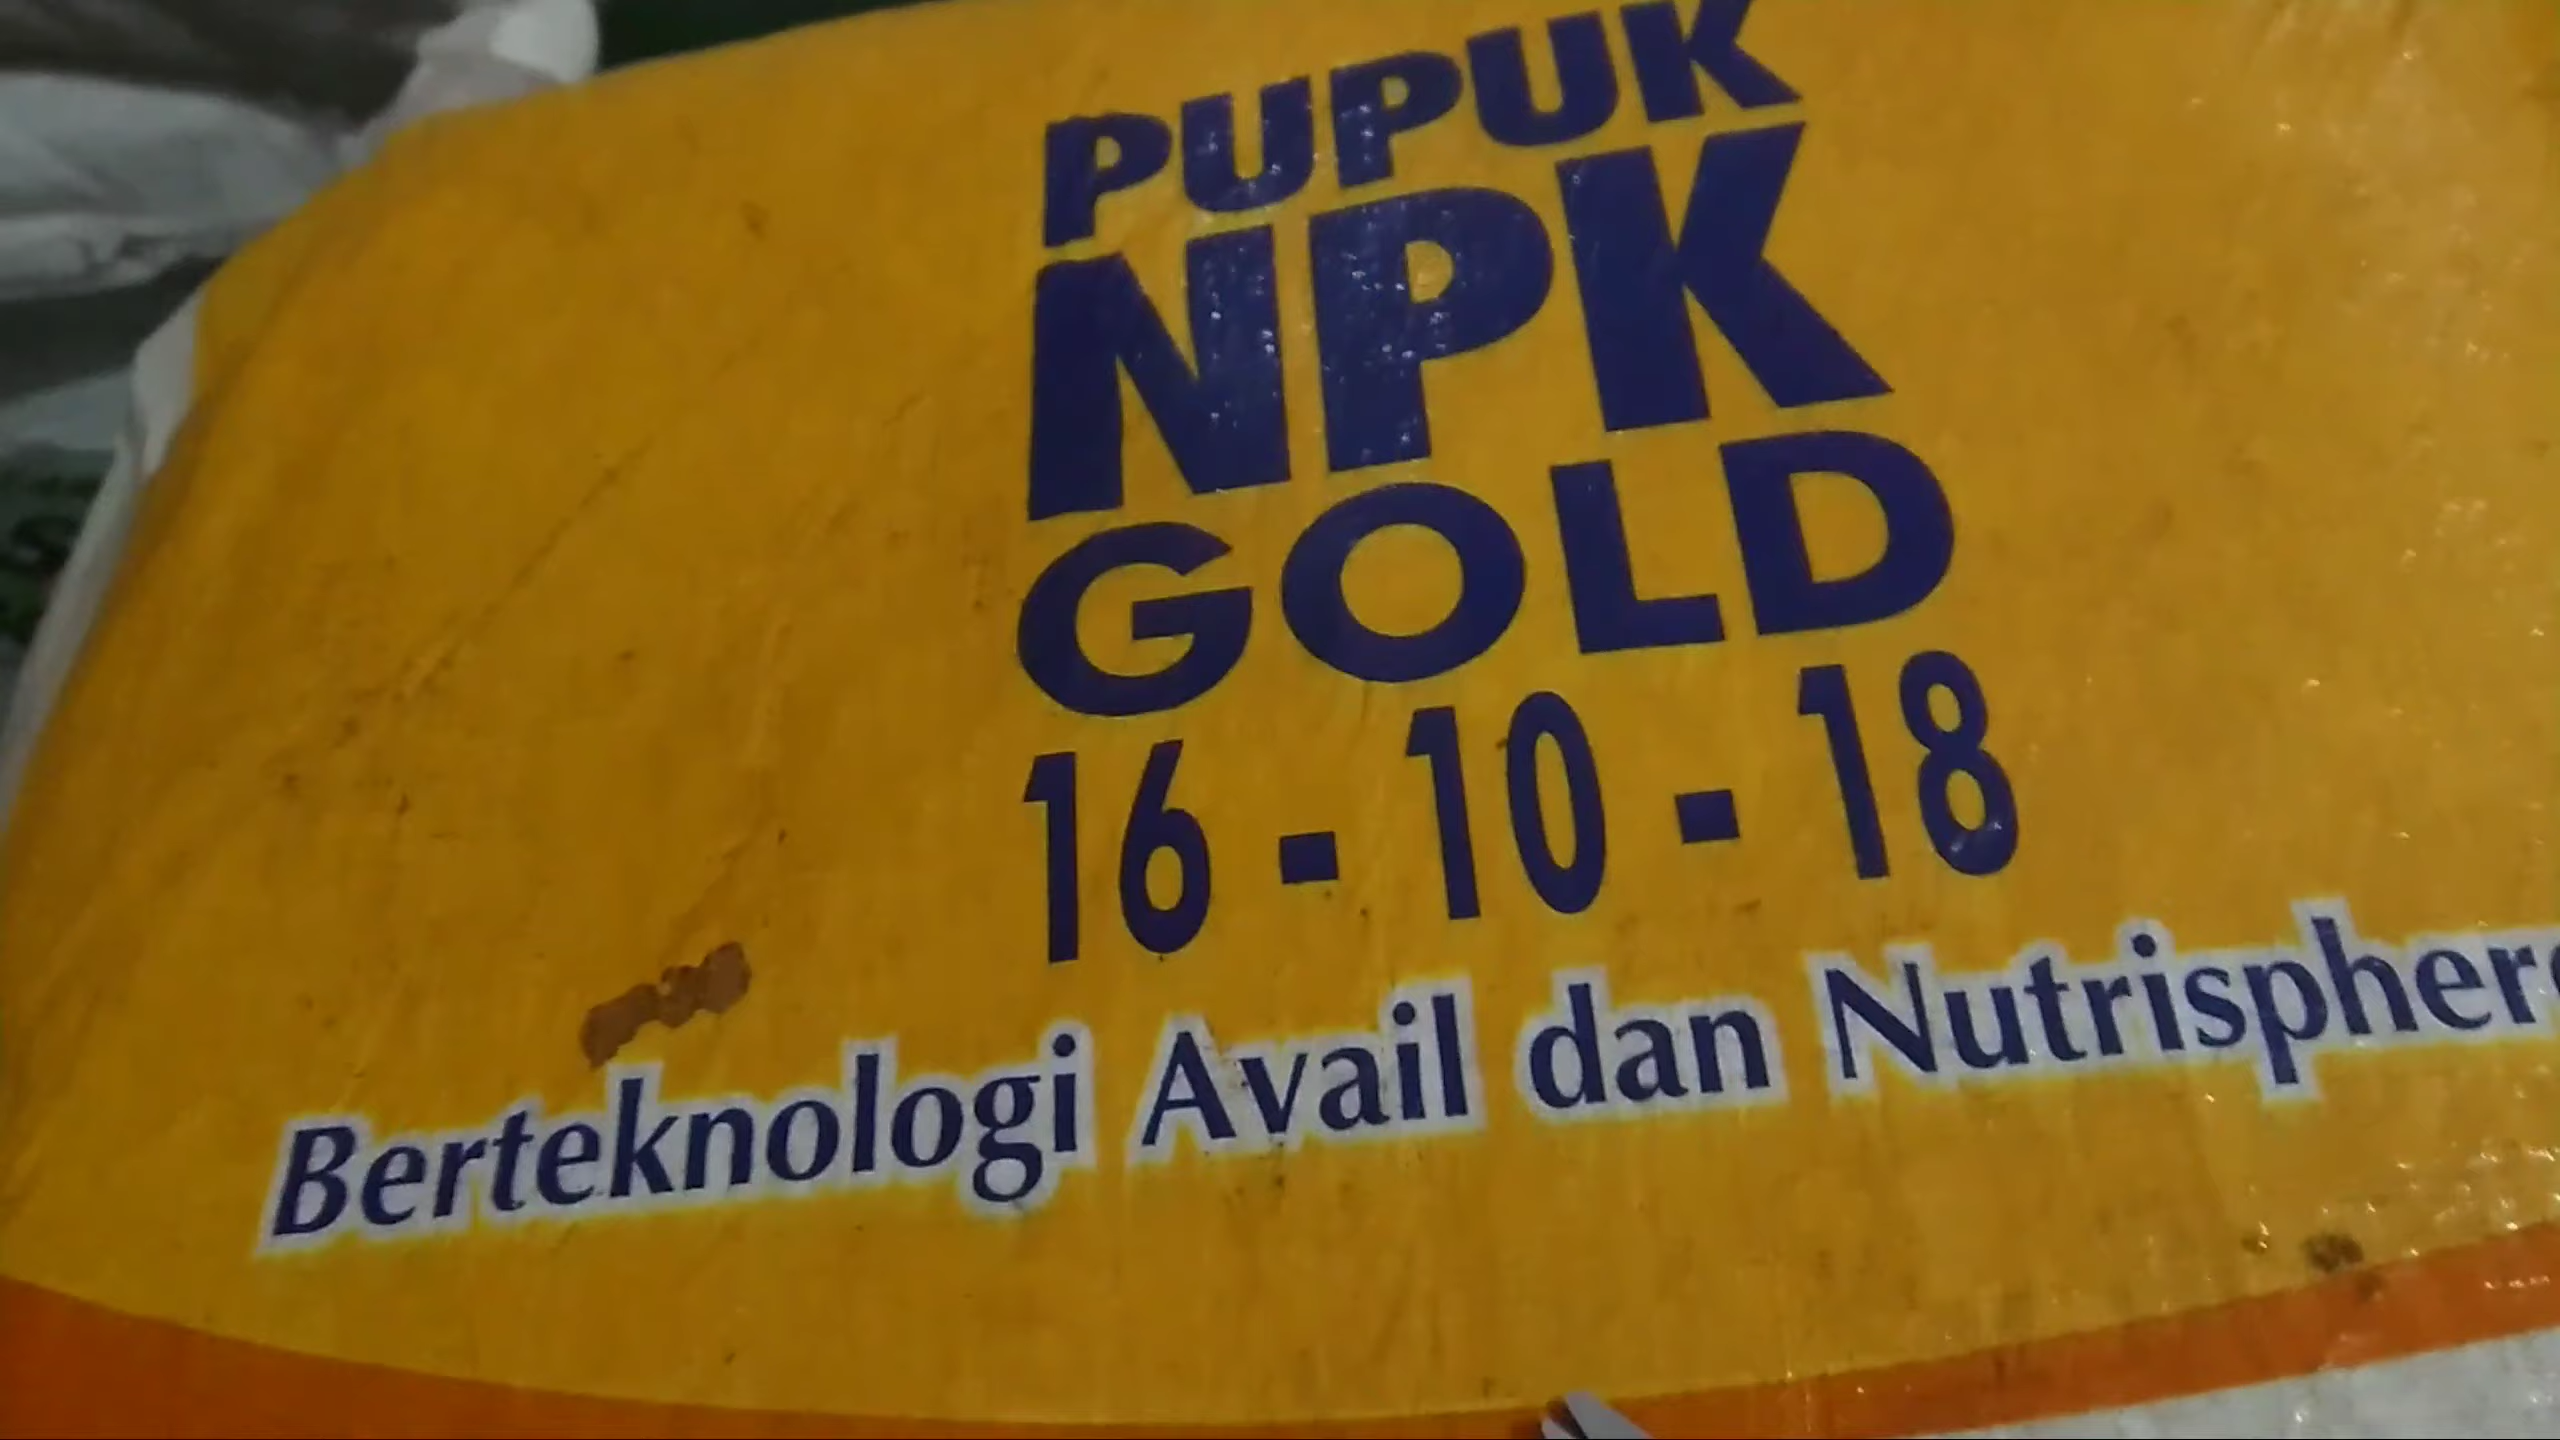 PUPUK
NPK
GOLD
16 - 10 - 18
Berteknologi Avail dan Nutrisphere